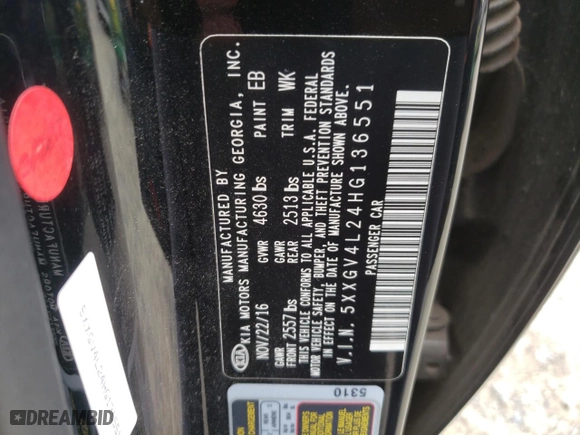 MANUFACTURED BY
KIA KIA MOTORS MANUFACTURING GEORGIA, INC.
NOV/22/16 GVWR 4630 lbs PAINT EB
GAWR FRONT 2557 lbs GAWR REAR 2513 lbs TRIM WK
THIS VEHICLE CONFORMS TO ALL APPLICABLE U.S.A. FEDERAL
MOTOR VEHICLE SAFETY, BUMPER, AND THEFT PREVENTION STANDARDS
IN EFFECT ON THE DATE OF MANUFACTURE SHOWN ABOVE.
V.I.N. 5XXGV4L24HG136551
PASSENGER CAR
5310
DREAMBID